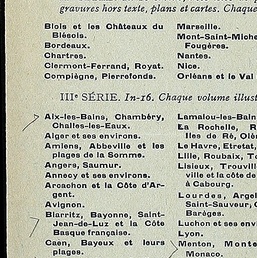 gravures hors texte, plans et cartes. Chaque
Blois et les Châteaux du
Blésois.
Bordeaux.
Chartres.
Clermont-Ferrand, Royat.
Compiègne, Pierrefonds.
Marseille.
Mont-Saint-Miche
Fougères.
Nantes.
Nice.
Orléans et le Val
IIIe SÉRIE. In-16. Chaque volume illust
Aix-les-Bains, Chambéry,
Challes-les-Eaux.
Alger et ses environs.
Amiens, Abbeville et les
plages de la Somme.
Angers, Saumur.
Annecy et ses environs.
Arcachon et la Côte d'Ar-
gent.
Avignon.
Biarritz, Bayonne, Saint-
Jean-de-Luz et la Côte
Basque française.
Caen, Bayeux et leurs
plages.
Lamalou-les-Bain
La Rochelle, R
Iles de Ré, Olé
Le Havre, Etretat,
Lille, Roubaix, T
Lisieux, Trouvil
ville et la côte de
à Cabourg.
Lourdes, Argel
Saint-Sauveur, C
Barèges.
Luchon et ses envi
Lyon.
Menton, Monte
Monaco.